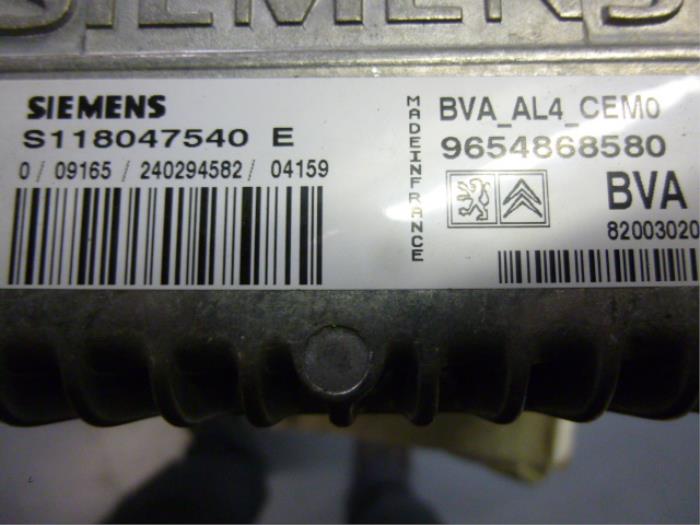 SIEMENS
SIEMENS
S118047540 E
0 / 09165 / 240294582 / 04159
MADEINFRANCE
BVA_AL4_CEM0
9654868580
BVA
82003020